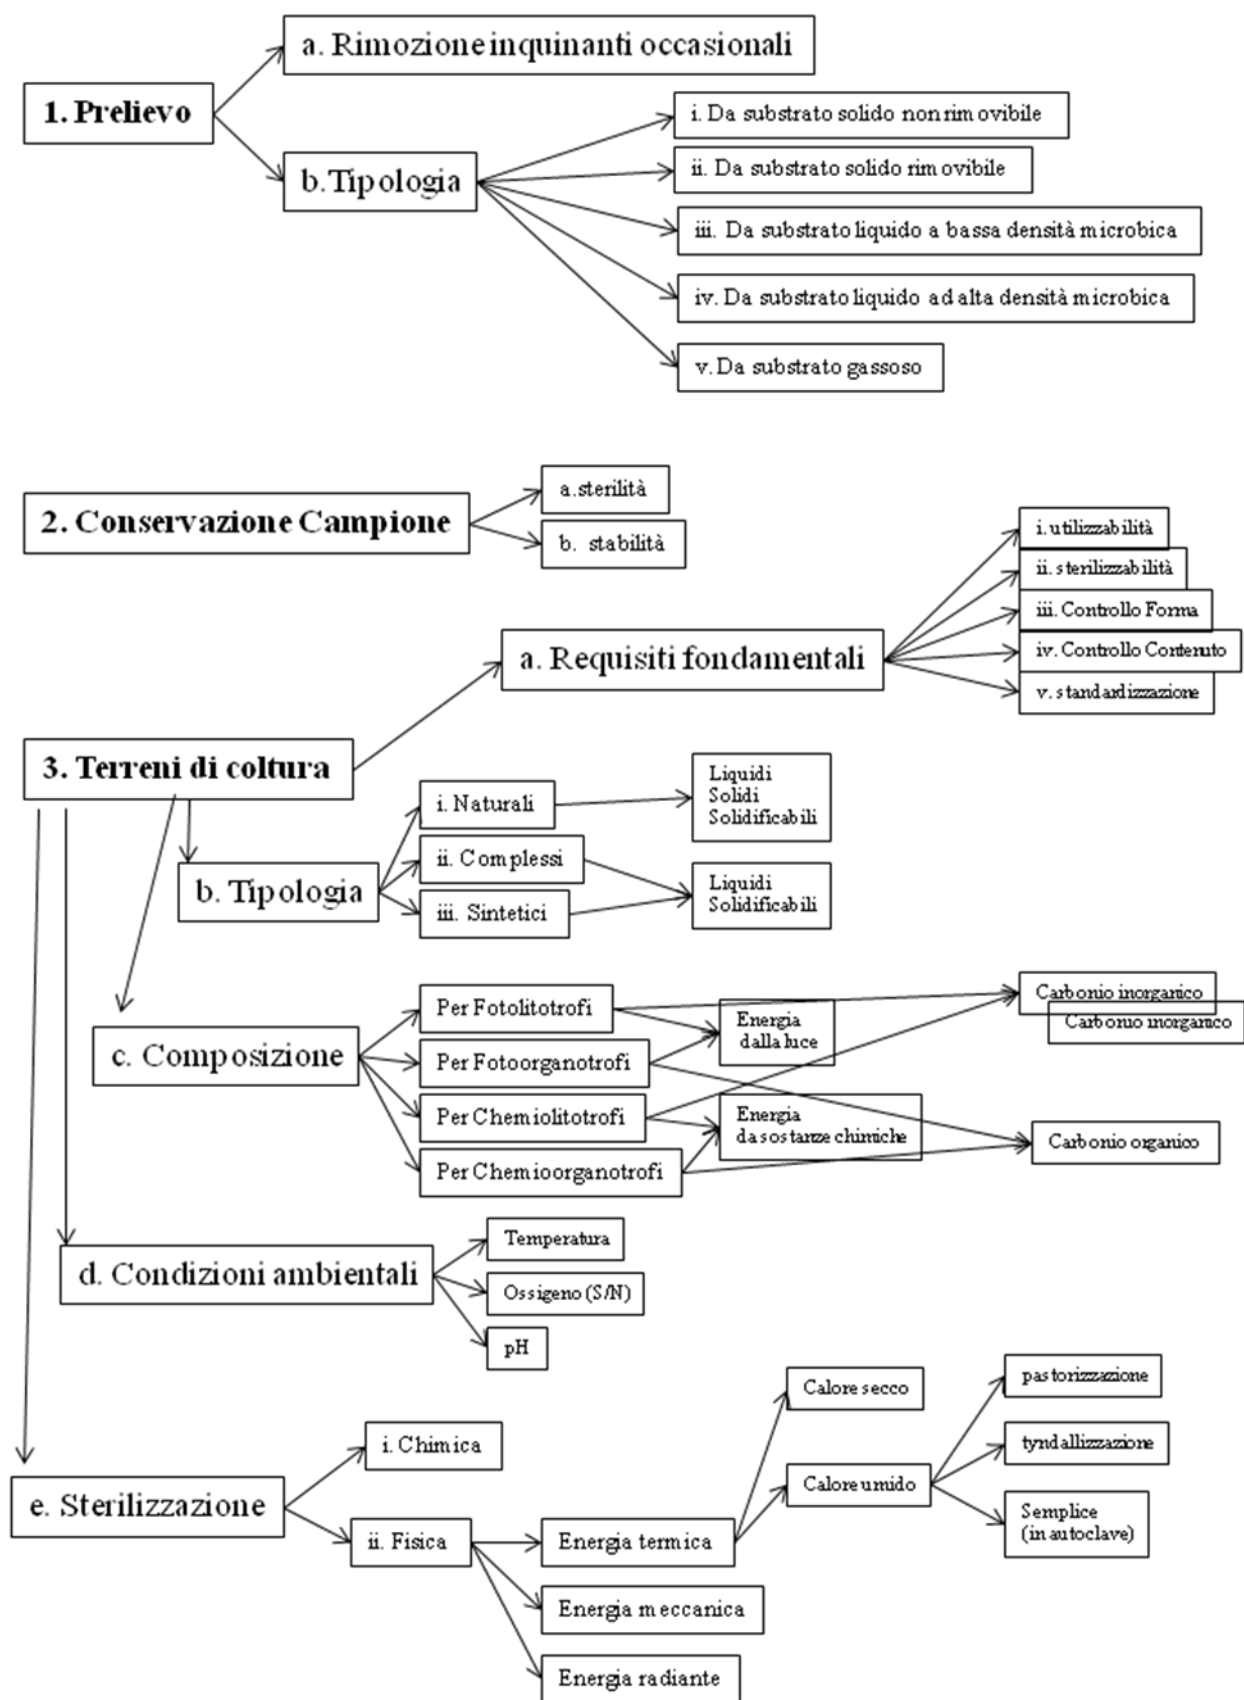 a. Rimozione inquinanti occasionali
1. Prelievo
b. Tipologia
i. Da substrato solido non rimovibile
ii. Da substrato solido rimovibile
iii. Da substrato liquido a bassa densità microbica
iv. Da substrato liquido ad alta densità microbica
v. Da substrato gassoso
2. Conservazione Campione
a. sterilità
b. stabilità
a. Requisiti fondamentali
i. utilizzabilità
ii. sterilizzabilità
iii. Controllo Forma
iv. Controllo Contenuto
v. standardizzazione
3. Terreni di coltura
b. Tipologia
i. Naturali
ii. Complessi
iii. Sintetici
Liquidi
Solidi
Solidificabili
Liquidi
Solidificabili
c. Composizione
Per Fotolitotrofi
Per Fotoorganotrofi
Per Chemiolitotrofi
Per Chemioorganotrofi
Energia
dalla luce
Energia
da sostanze chimiche
Carbonio inorganico
Carbonio inorganico
Carbonio organico
d. Condizioni ambientali
Temperatura
Ossigeno (S/N)
pH
e. Sterilizzazione
i. Chimica
ii. Fisica
Energia termica
Energia meccanica
Energia radiante
Calore secco
Calore umido
pastorizzazione
tyndallizzazione
Semplice
(in autoclave)